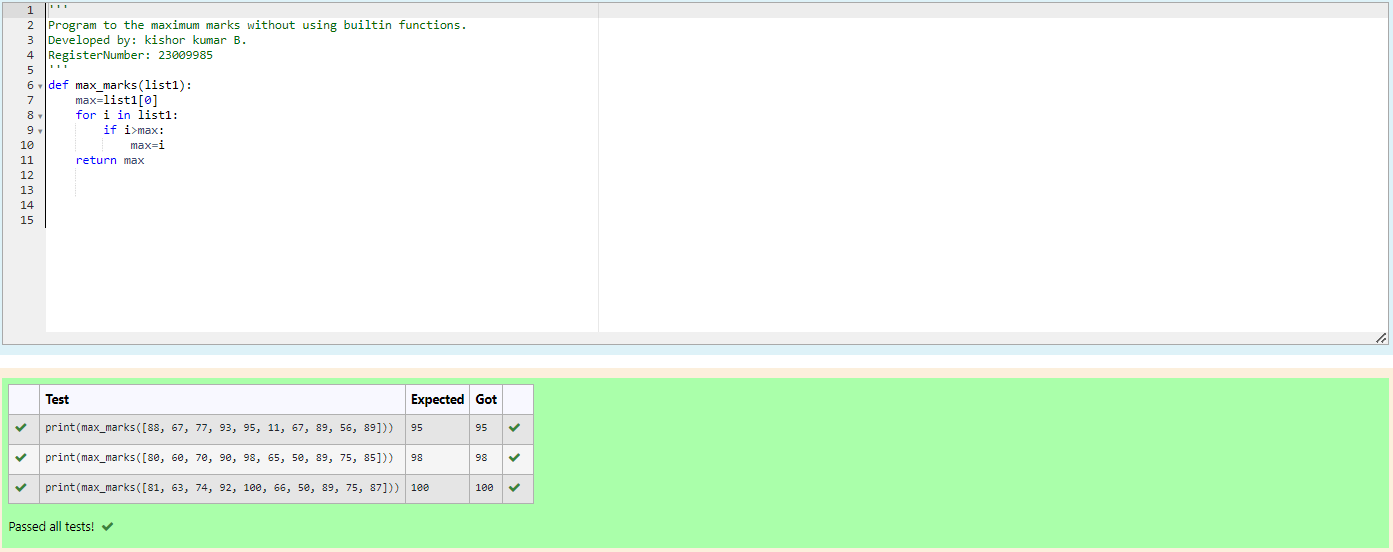 1 '''
2 Program to the maximum marks without using builtin functions.
3 Developed by: kishor kumar B.
4 RegisterNumber: 23009985
5 '''
6 def max_marks(list1):
7     max=list1[0]
8     for i in list1:
9         if i>max:
10             max=i
11     return max
12
13
14
15
Test Expected Got
print(max_marks([88, 67, 77, 93, 95, 11, 67, 89, 56, 89])) 95 95
print(max_marks([80, 60, 70, 90, 98, 65, 50, 89, 75, 85])) 98 98
print(max_marks([81, 63, 74, 92, 100, 66, 50, 89, 75, 87])) 100 100
Passed all tests!